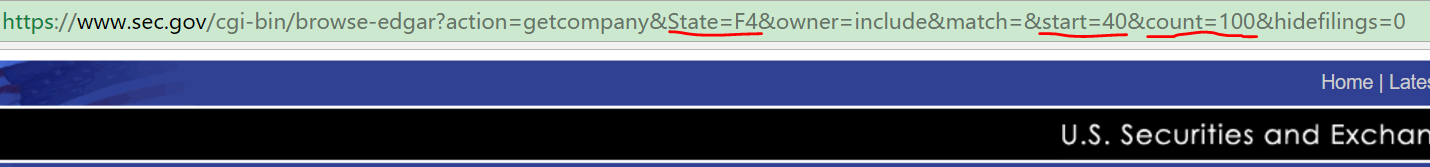 https://www.sec.gov/cgi-bin/browse-edgar?action=getcompany&State=F4&owner=include&match=&start=40&count=100&hidefilings=0
Home | Lates
U.S. Securities and Exchan